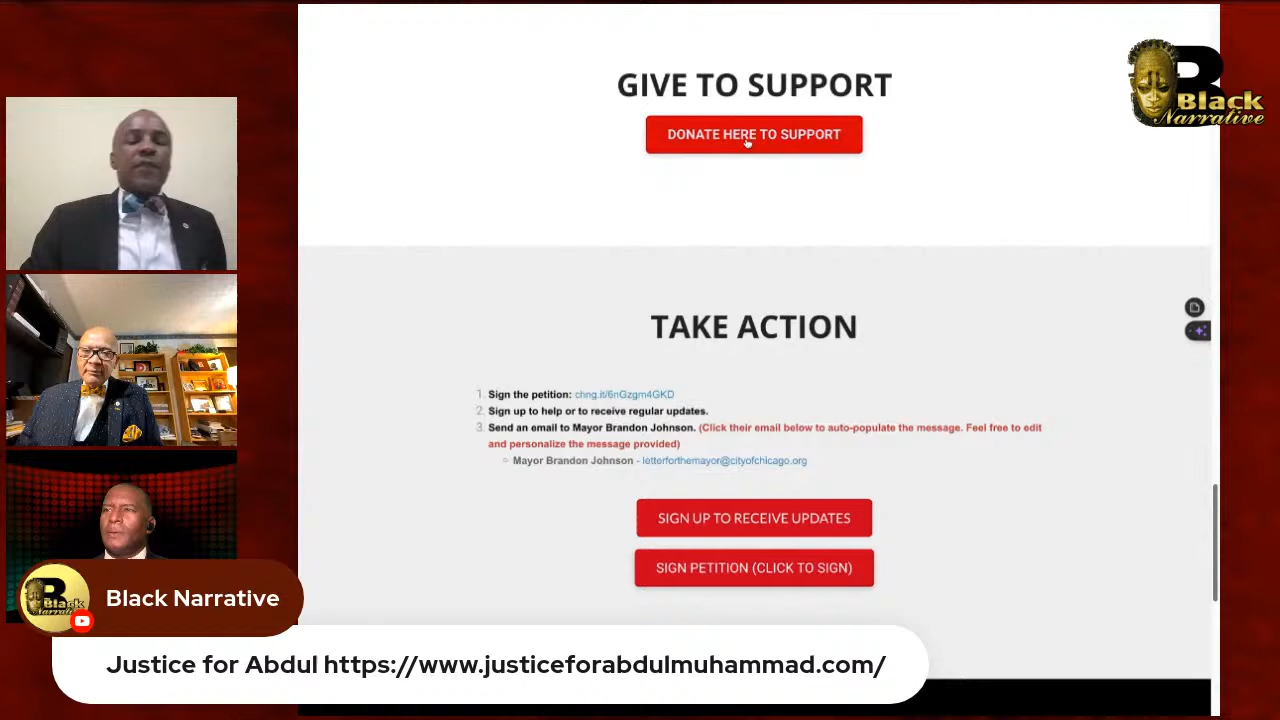 GIVE TO SUPPORT
DONATE HERE TO SUPPORT
B
Black
Narrative
TAKE ACTION
1. Sign the petition: chng.it/6nGzgm4GKD
2. Sign up to help or to receive regular updates.
3. Send an email to Mayor Brandon Johnson. (Click their email below to auto-populate the message. Feel free to edit
and personalize the message provided)
Mayor Brandon Johnson - letterforthemayor@cityofchicago.org
SIGN UP TO RECEIVE UPDATES
SIGN PETITION (CLICK TO SIGN)
B
Black
Narrative
Black Narrative
Justice for Abdul https://www.justiceforabdulmuhammad.com/